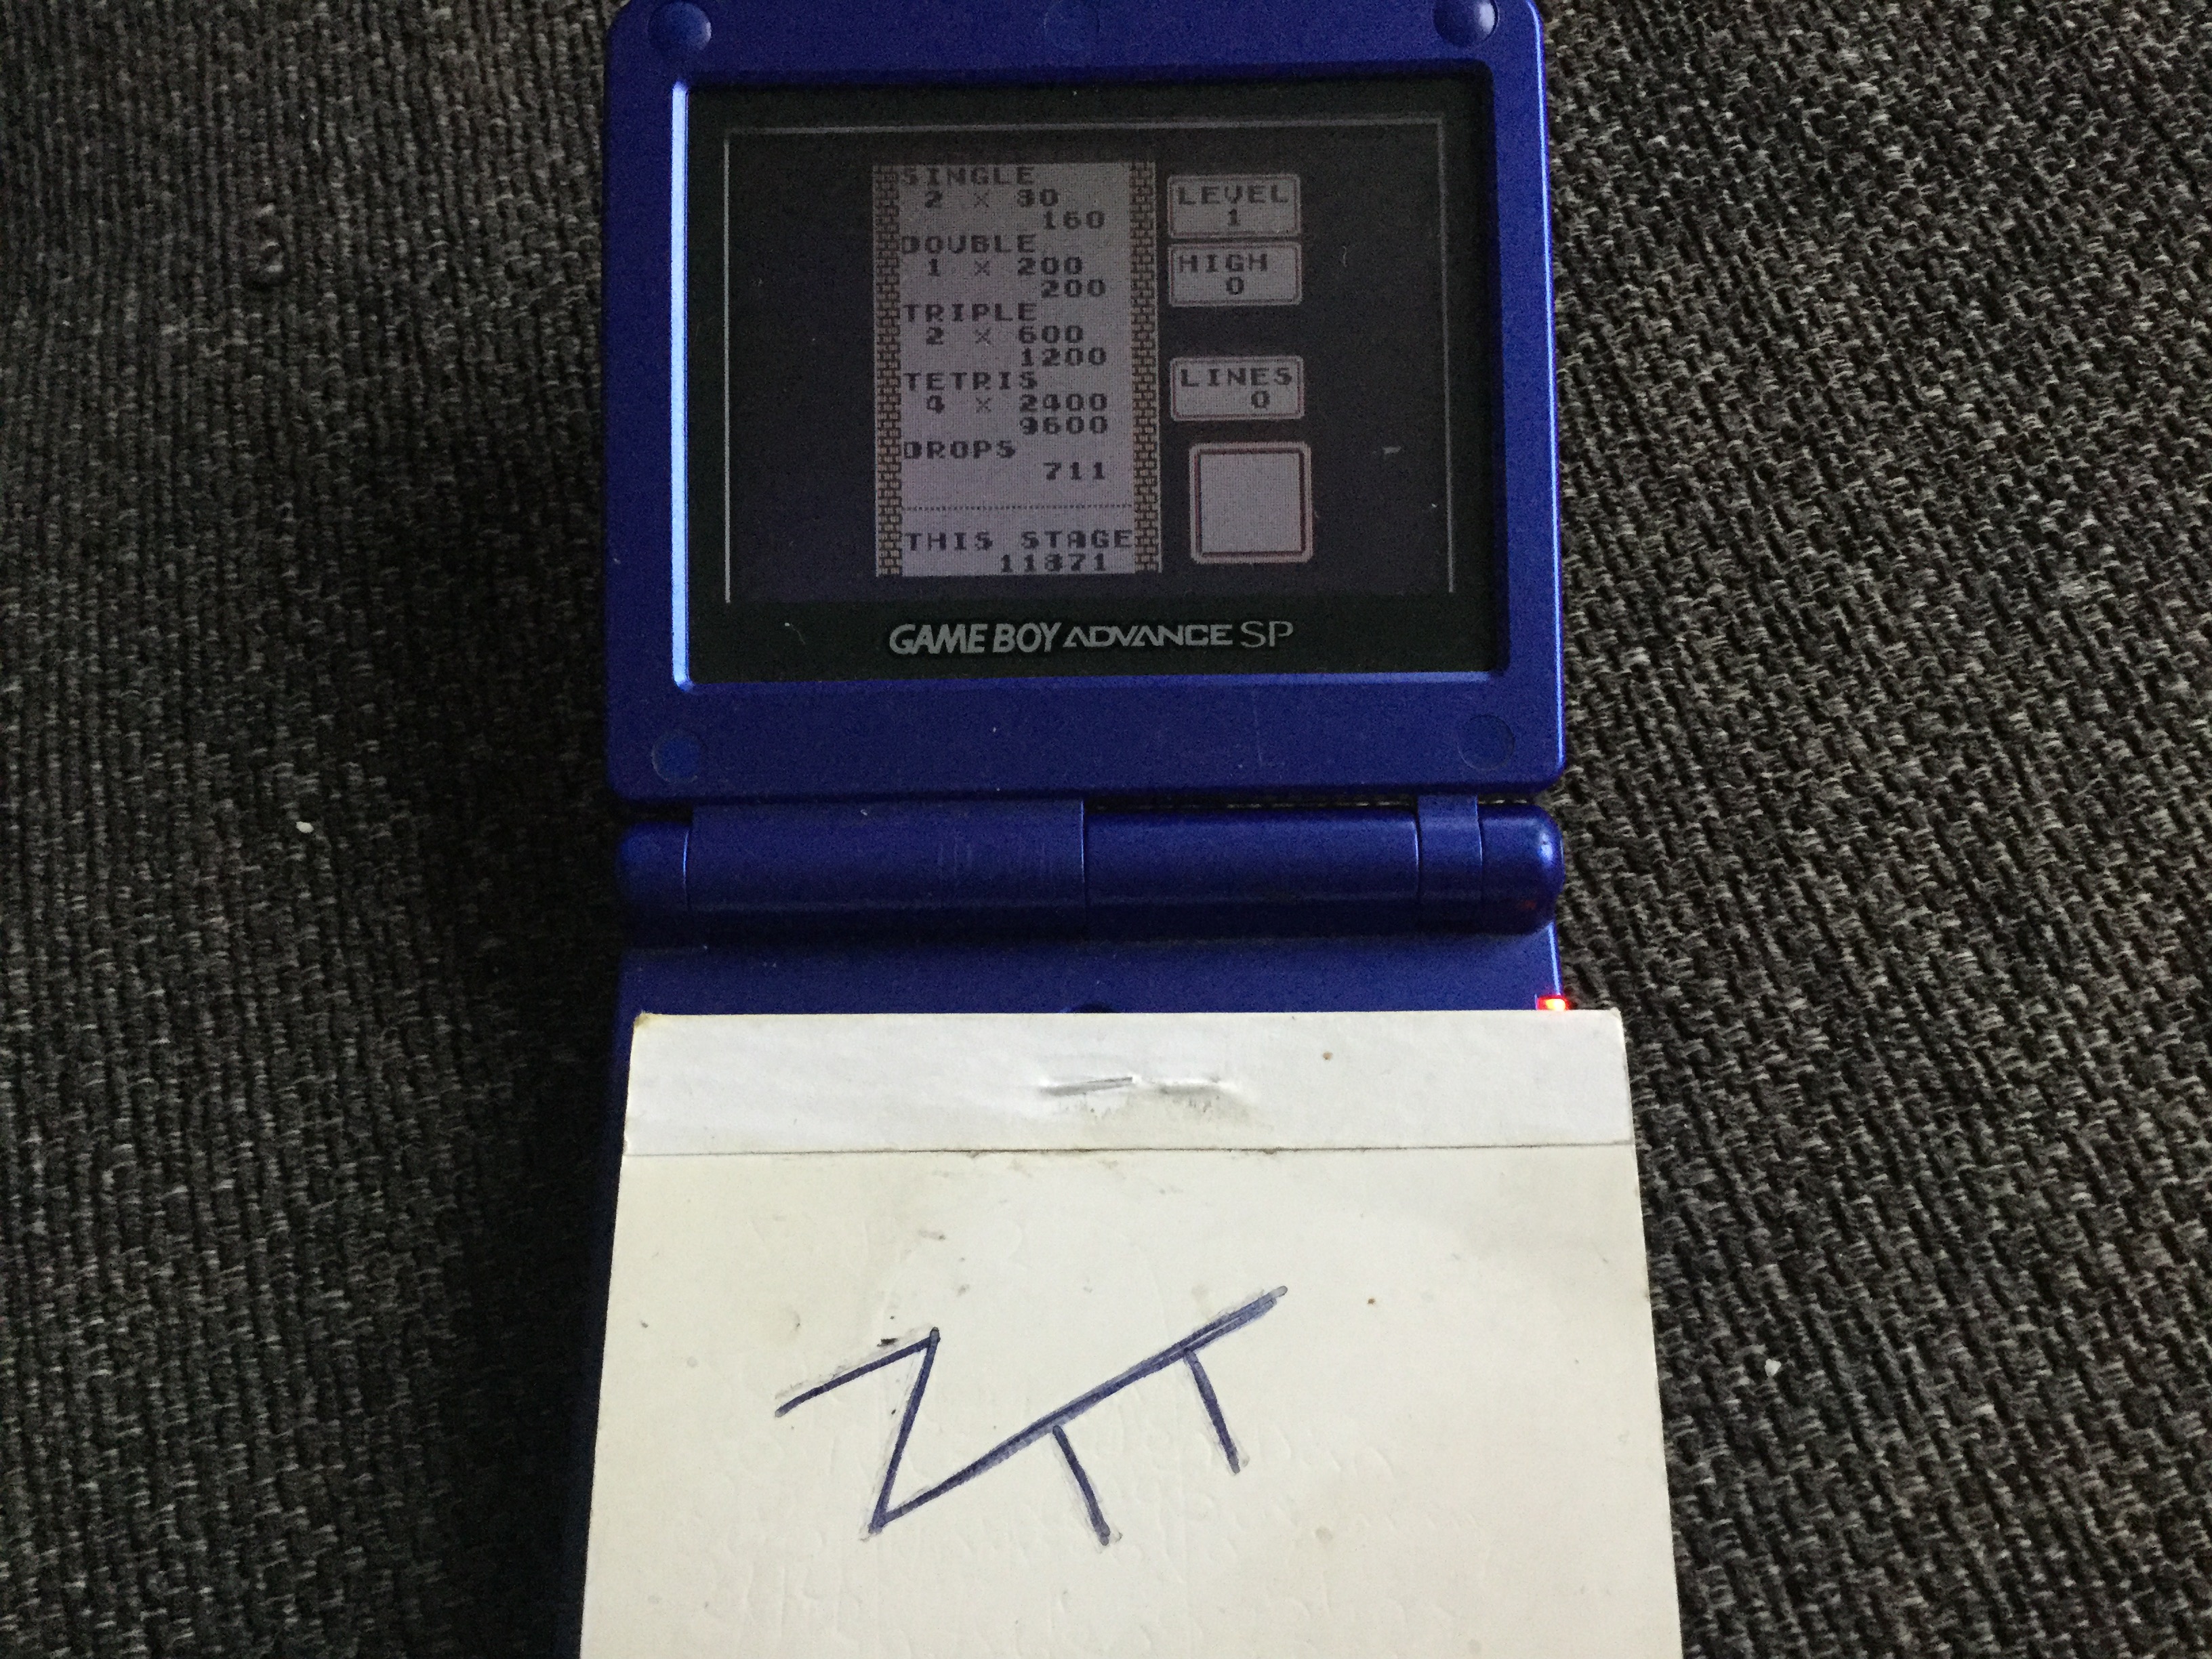 SINGLE
2 × 80
160
DOUBLE
1 × 200
200
TRIPLE
2 × 600
1200
TETRIS
4 × 2400
9600
DROPS
711
THIS STAGE
11871
LEVEL
1
HIGH
0
LINES
0
GAME BOY ADVANCE SP
ZTT